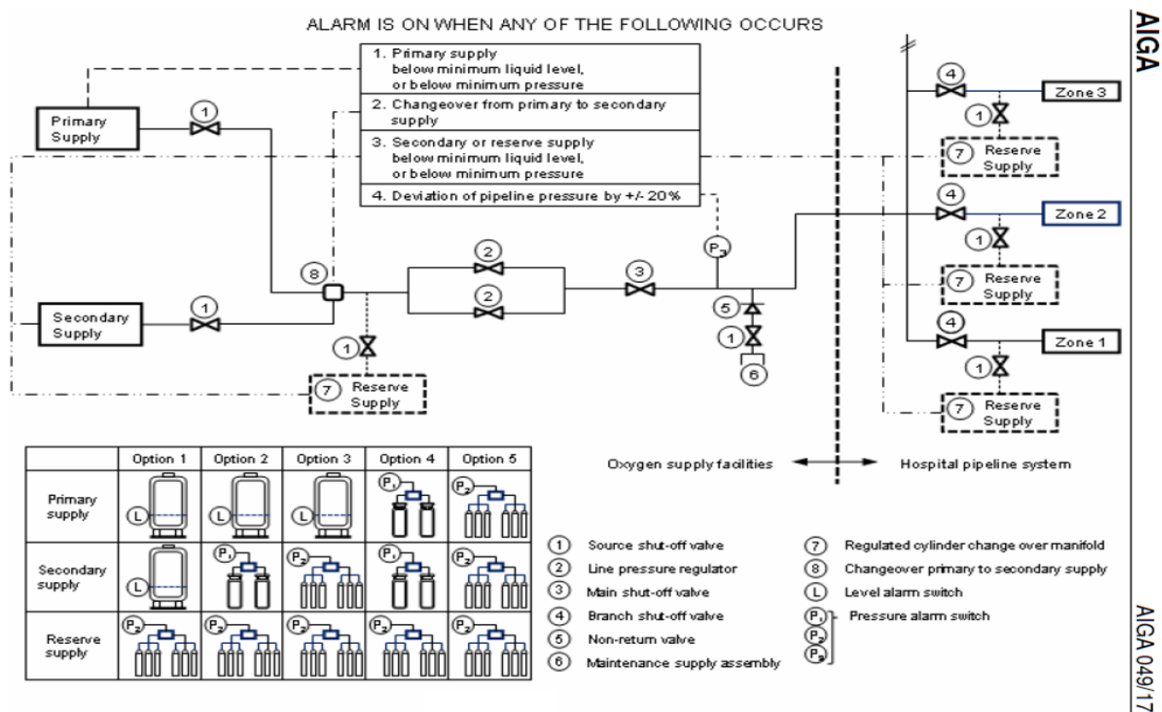 ALARM IS ON WHEN ANY OF THE FOLLOWING OCCURS
1. Primary supply
below minimum liquid level,
or below minimum pressure
2. Changeover from primary to secondary
supply
3. Secondary or reserve supply
below minimum liquid level,
or below minimum pressure
4. Deviation of pipeline pressure by +/- 20%
AIGA
Primary
Supply
1
4
Zone 3
1
7 Reserve
Supply
4
Zone 2
1
7 Reserve
Supply
4
Zone 1
1
7 Reserve
Supply
P3
2
8
3
2
Secondary
Supply
1
5
1
1
6
7 Reserve
Supply
Oxygen supply facilities
Hospital pipeline system
Option 1 Option 2 Option 3 Option 4 Option 5
Primary
supply
L L L P1 P2
Secondary
supply
L P1 P2 P1 P2
Reserve
supply
P2 P2 P2 P2 P2
1 Source shut-off valve
2 Line pressure regulator
3 Main shut-off valve
4 Branch shut-off valve
5 Non-return valve
6 Maintenance supply assembly
7 Regulated cylinder change over manifold
8 Changeover primary to secondary supply
L Level alarm switch
P1 Pressure alarm switch
P2
P3
AIGA 049/17